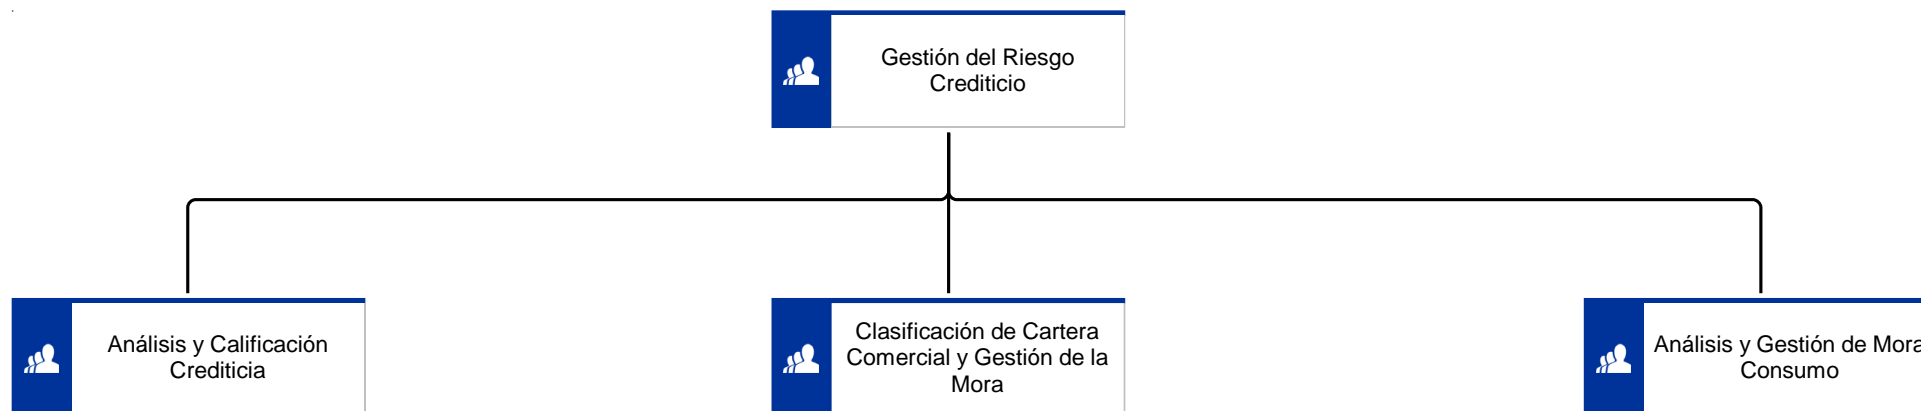 Gestión del Riesgo
Crediticio
Análisis y Calificación
Crediticia
Clasificación de Cartera
Comercial y Gestión de la
Mora
Análisis y Gestión de Mora
Consumo